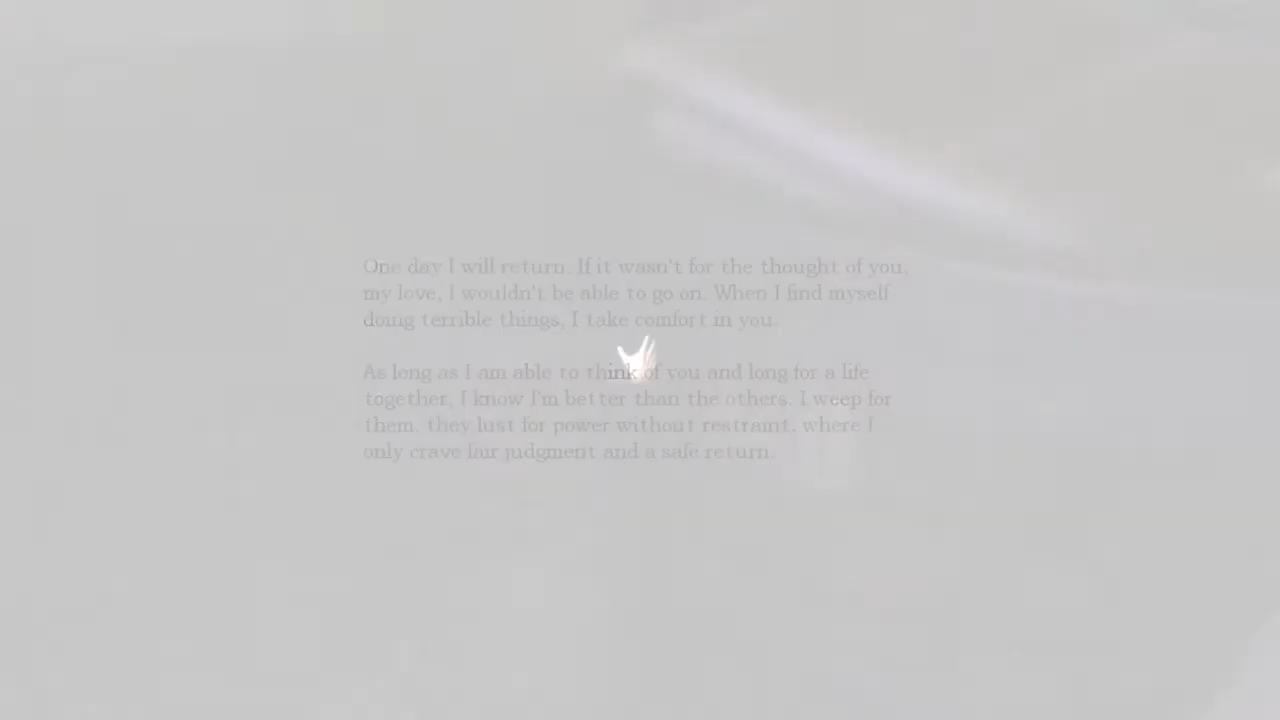 One day I will return. If it wasn't for the thought of you,
my love, I wouldn't be able to go on. When I find myself
doing terrible things, I take comfort in you.
As long as I am able to think of you and long for a life
together, I know I'm better than the others. I weep for
them, they lust for power without restraint, where I
only crave fair judgment and a safe return.